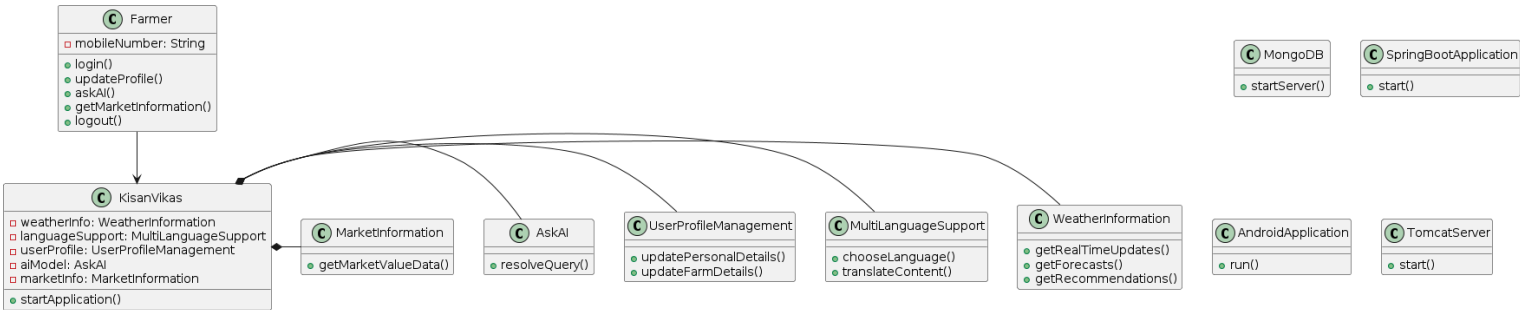 C Farmer
mobileNumber: String
login()
updateProfile()
askAI()
getMarketInformation()
logout()
C MongoDB
startServer()
C SpringBootApplication
start()
C KisanVikas
weatherInfo: WeatherInformation
languageSupport: MultiLanguageSupport
userProfile: UserProfileManagement
aiModel: AskAI
marketInfo: MarketInformation
startApplication()
C MarketInformation
getMarketValueData()
C AskAI
resolveQuery()
C UserProfileManagement
updatePersonalDetails()
updateFarmDetails()
C MultiLanguageSupport
chooseLanguage()
translateContent()
C WeatherInformation
getRealTimeUpdates()
getForecasts()
getRecommendations()
C AndroidApplication
run()
C TomcatServer
start()